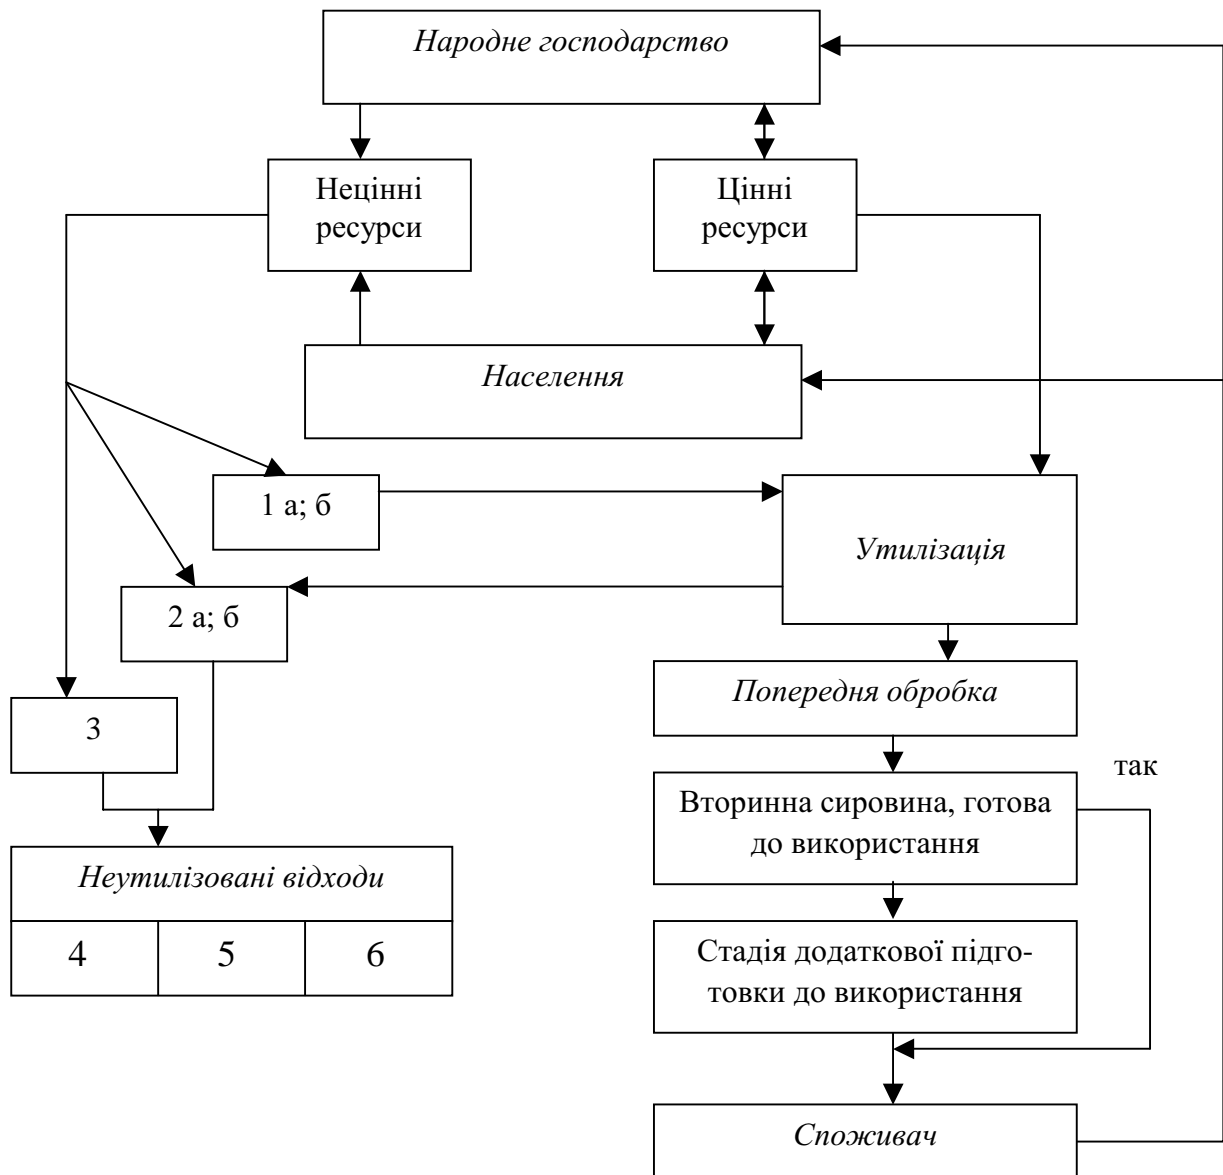 Народне господарство
Нецінні
ресурси
Цінні
ресурси
Населення
1 а; б
Утилізація
2 а; б
Попередня обробка
3
так
Вторинна сировина, готова
до використання
Неутилізовані відходи
4 5 6
Стадія додаткової підго-
товки до використання
Споживач